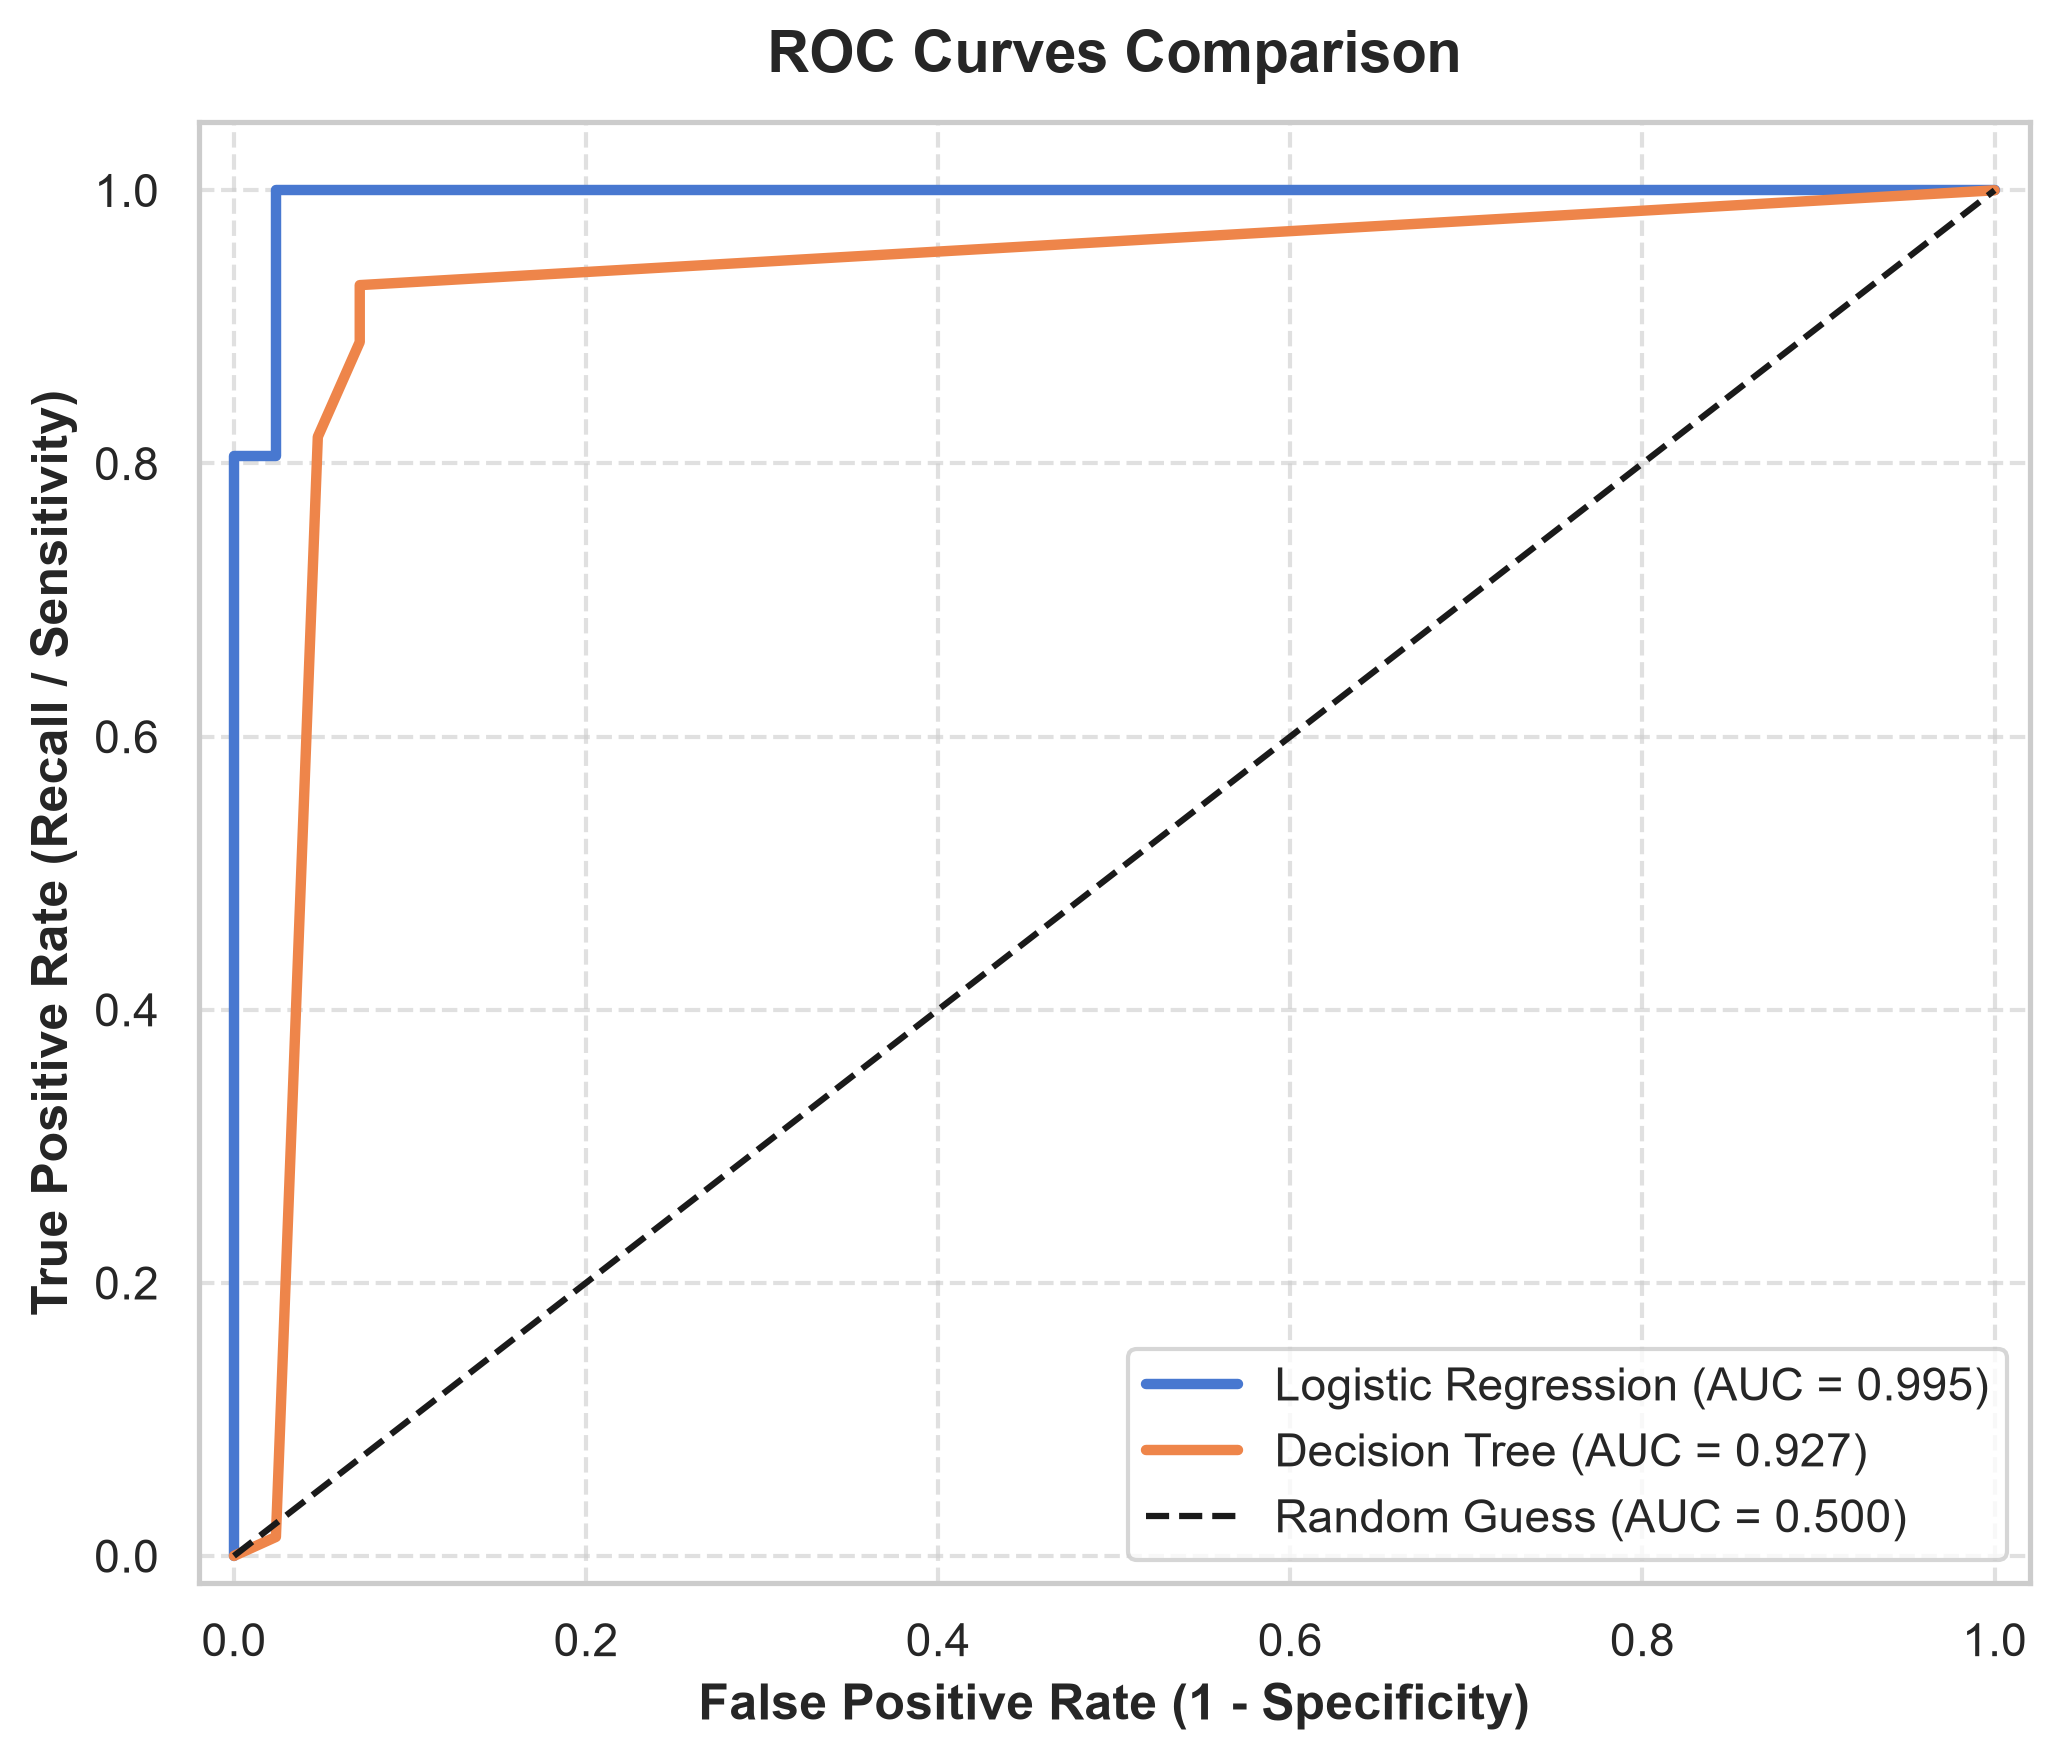 ROC Curves Comparison
True Positive Rate (Recall / Sensitivity)
1.0
0.8
0.6
0.4
0.2
0.0
Logistic Regression (AUC = 0.995)
Decision Tree (AUC = 0.927)
Random Guess (AUC = 0.500)
0.0 0.2 0.4 0.6 0.8 1.0
False Positive Rate (1 - Specificity)